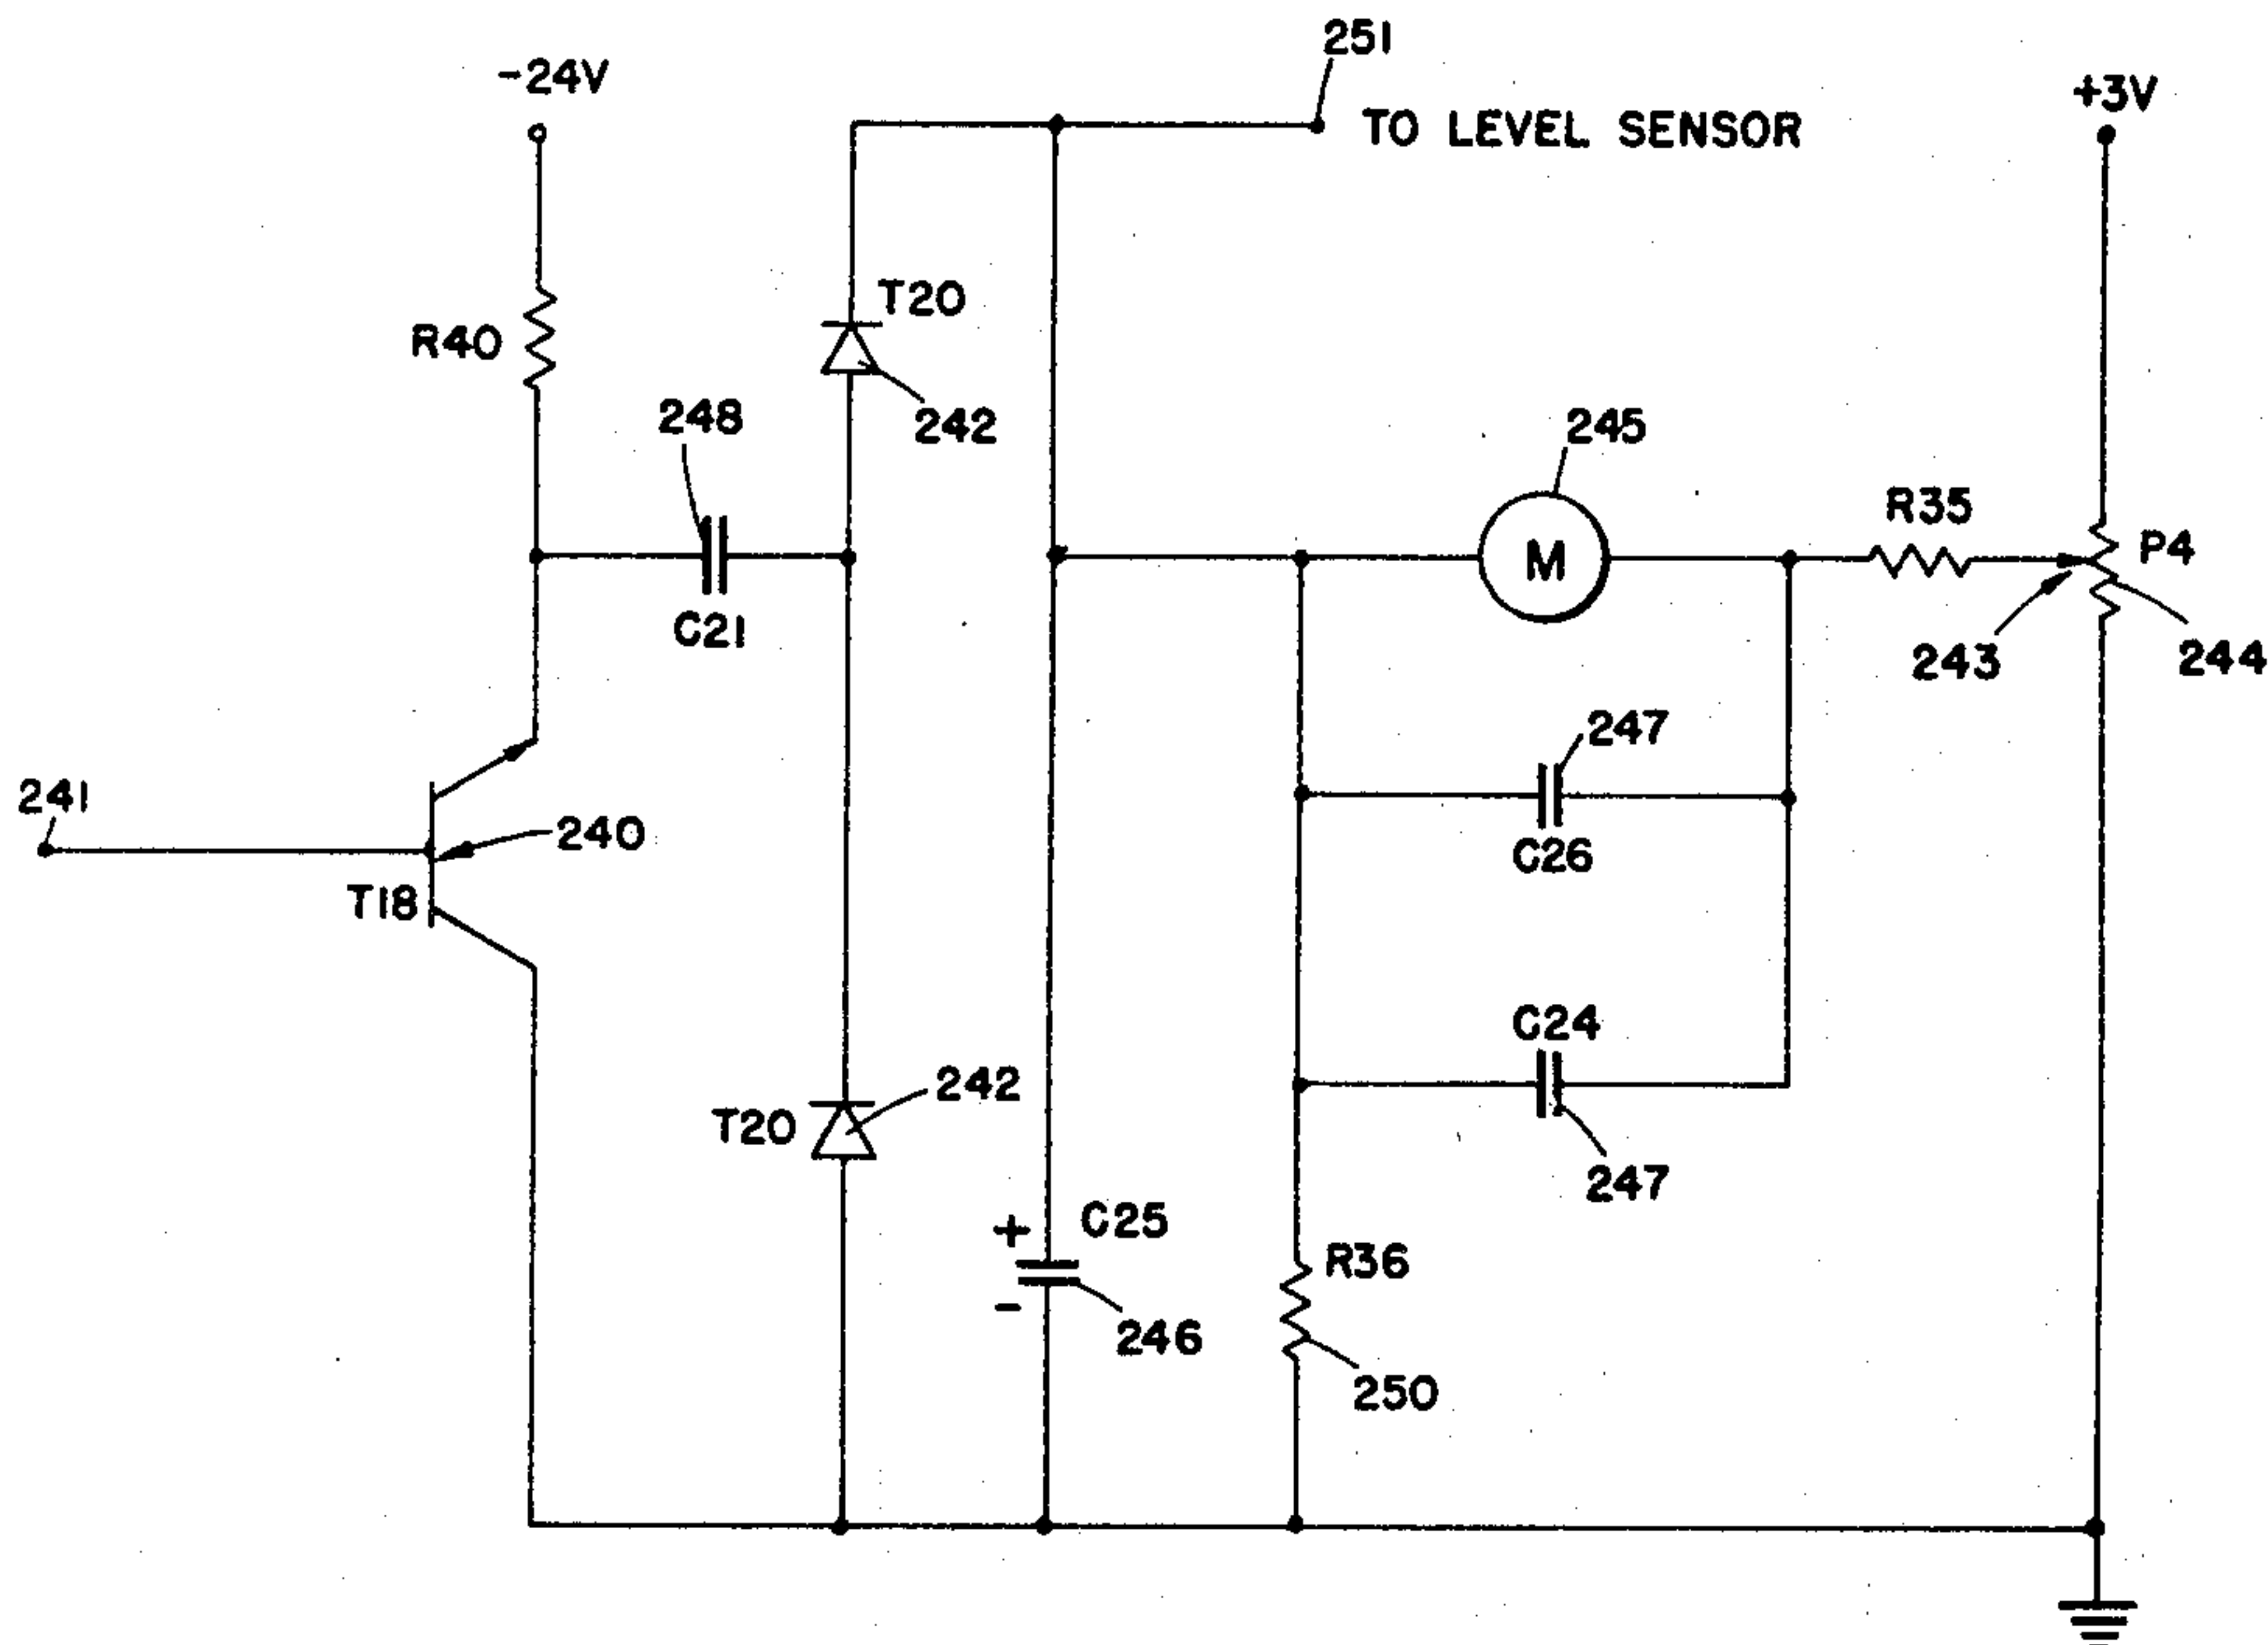 251
-24V
+3V
TO LEVEL SENSOR
T20
R40
248
242
245
R35
P4
C21
243
244
247
241
240
C26
T18
C24
242
T20
247
+
C25
R36
-
246
250
M